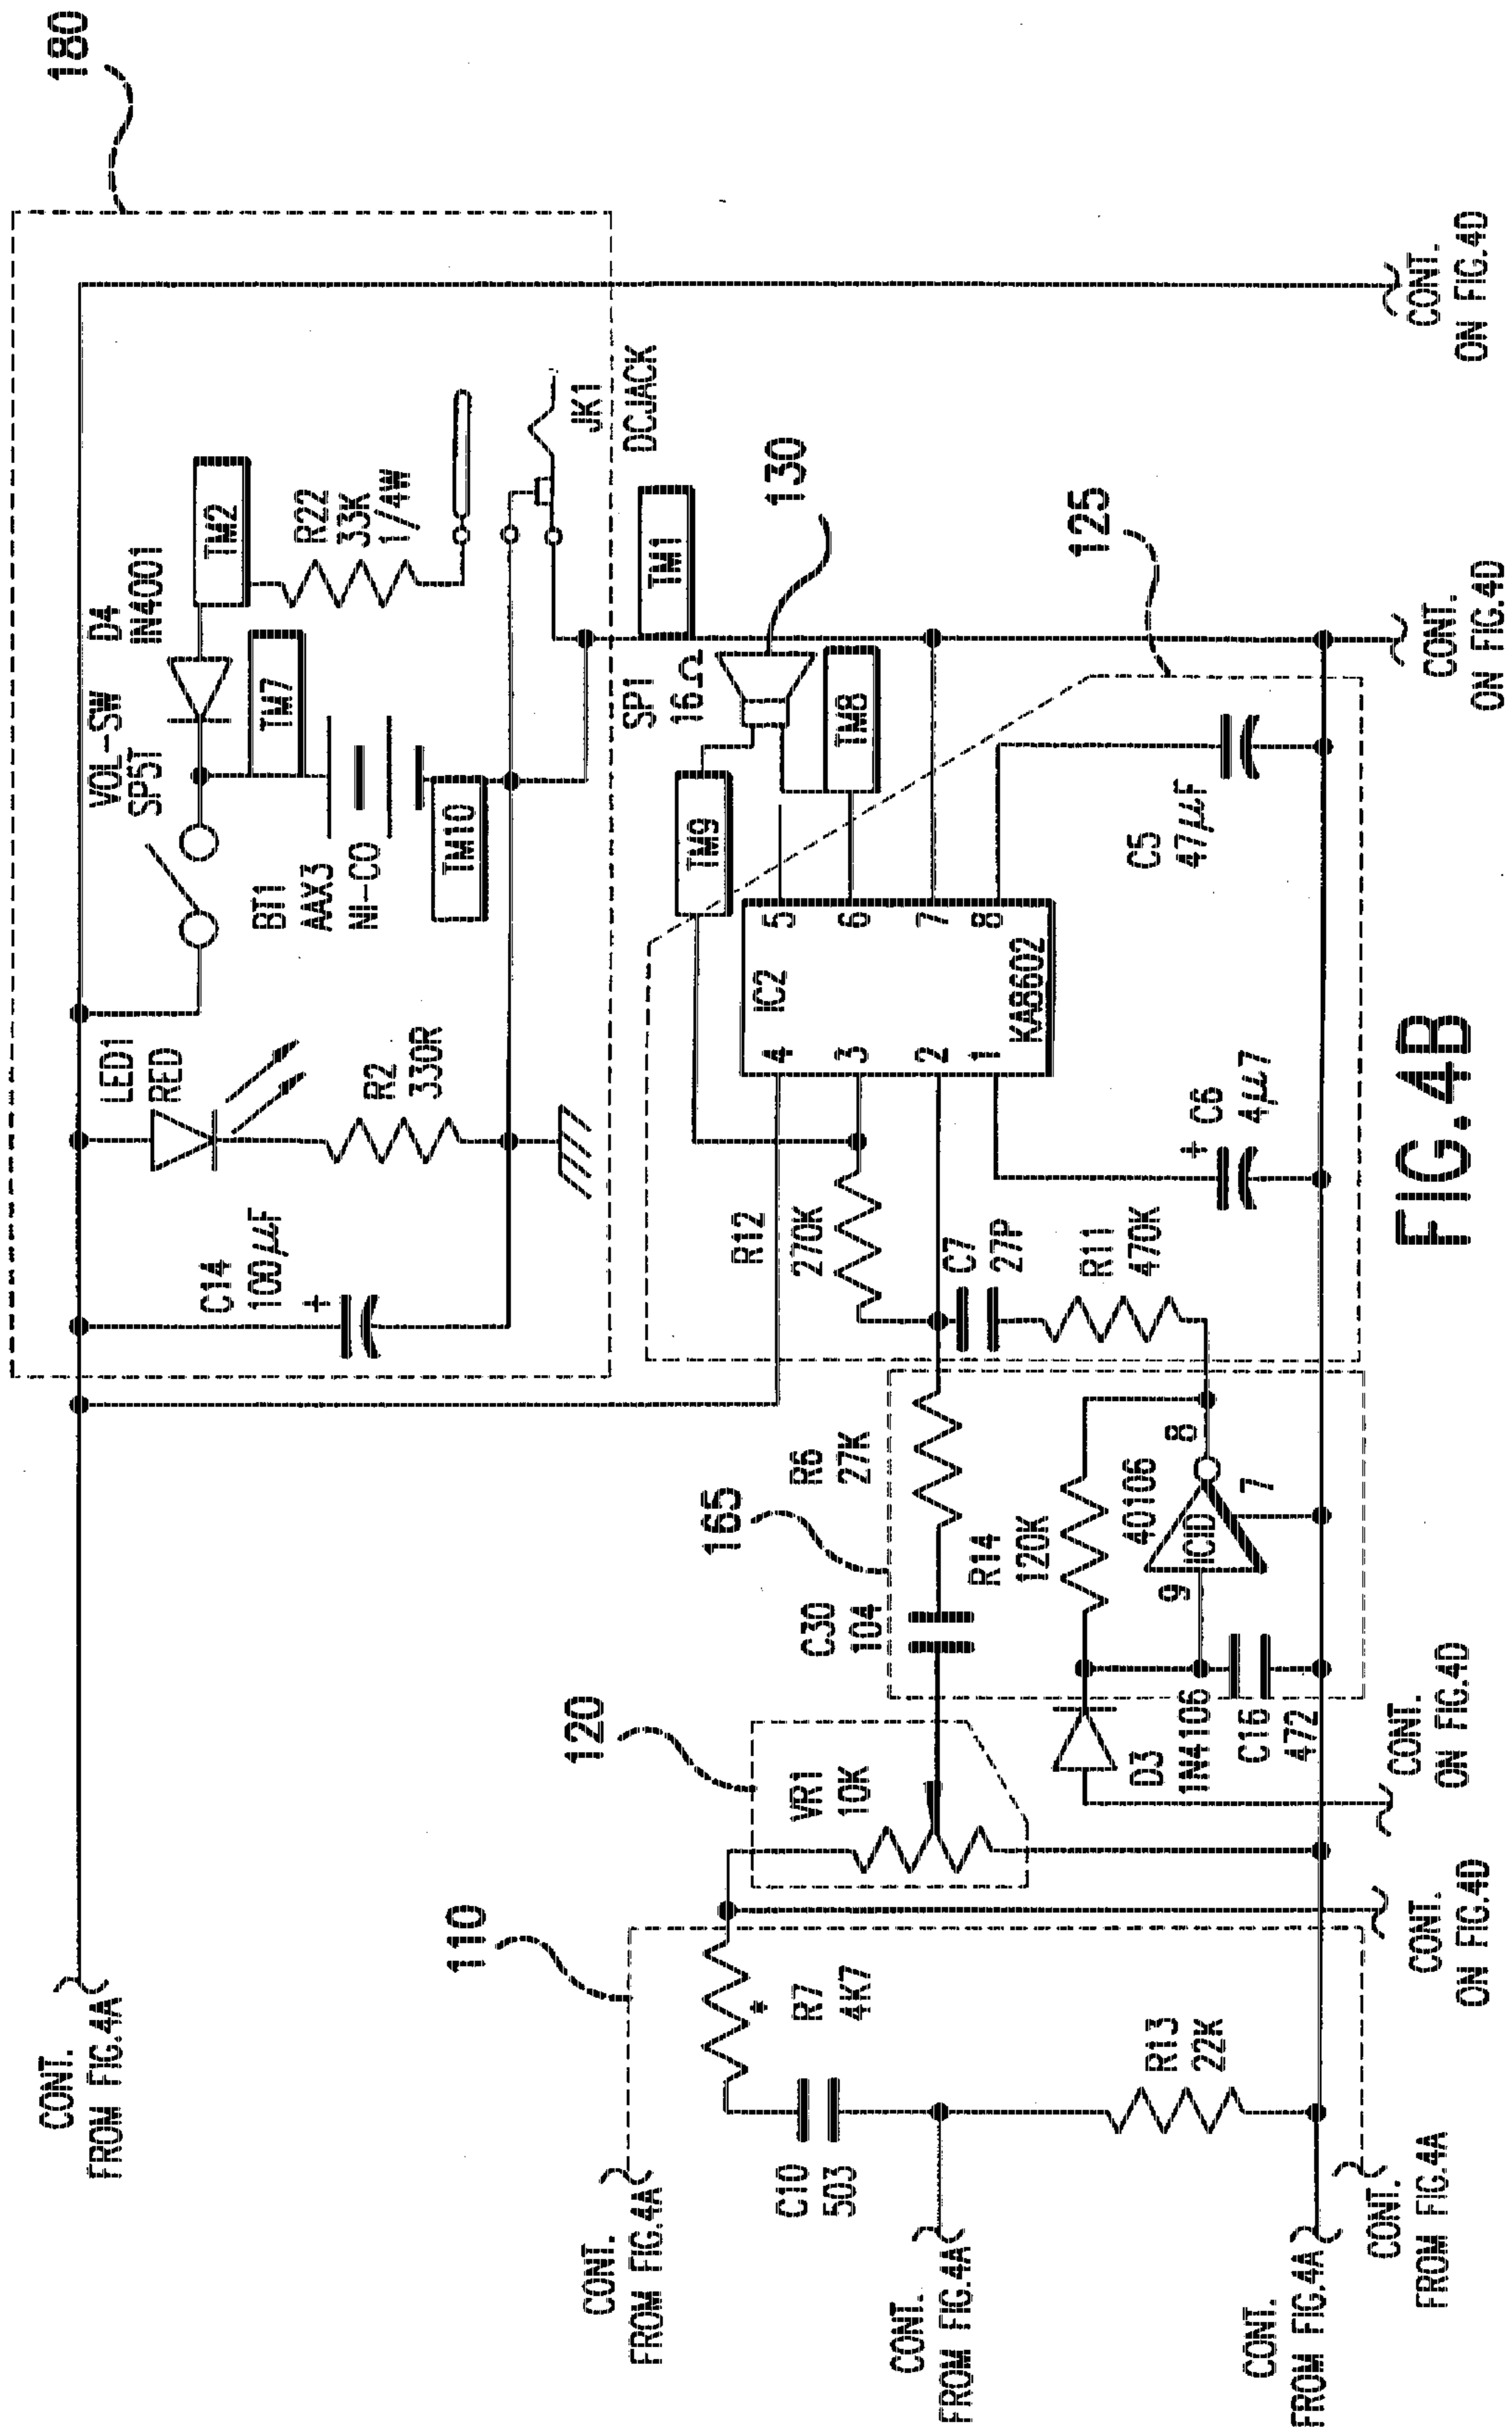 180
CONT.
FROM FIG.4A
C14
100µF
+
LED1
RED
R2
330R
VOL-SW
SP5T
BT1
AAX3
NI-CO
TM10
TM7
D4
IN4001
TM2
R22
33K
1/4W
JK1
DCJACK
TM1
CONT.
FROM FIG.4A
110
C10
503
*
R7
4K7
R13
22K
120
VR1
10K
165
C30
104
R6
27K
R14
120K
40106
IC1D
9
8
7
D3
1N4106
C16
472
R12
270K
C7
27P
R11
470K
4
3
2
1
IC2
KA8602
5
6
7
8
TM9
TM8
SP1
16Ω
130
125
+
C6
4µ7
C5
47µF
CONT.
FROM FIG.4A
CONT.
FROM FIG.4A
CONT.
FROM FIG.4A
CONT.
ON FIG.4D
CONT.
ON FIG.4D
CONT.
ON FIG.4D
CONT.
ON FIG.4D
FIG.4B